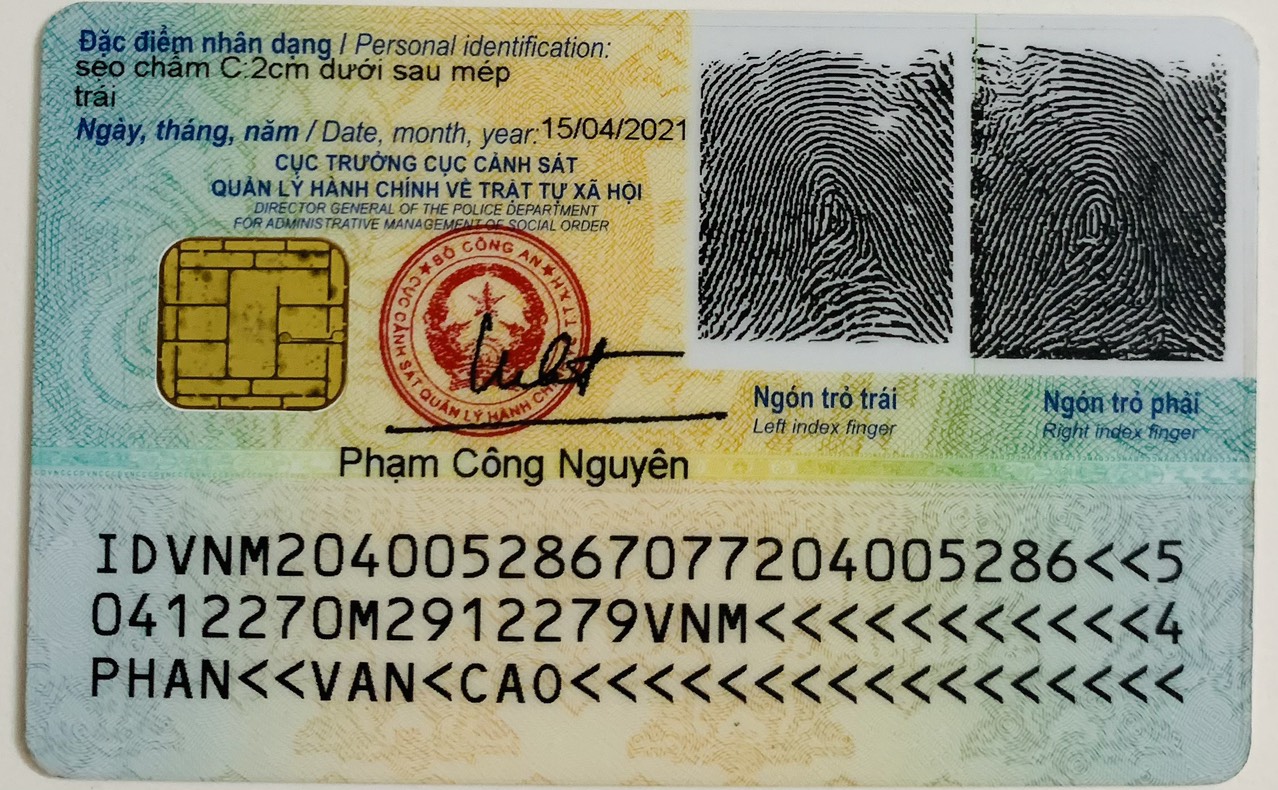 Đặc điểm nhân dạng / Personal identification:
sẹo chấm C:2cm dưới sau mép
trái
Ngày, tháng, năm / Date, month, year: 15/04/2021
CỤC TRƯỞNG CỤC CẢNH SÁT
QUẢN LÝ HÀNH CHÍNH VỀ TRẬT TỰ XÃ HỘI
DIRECTOR GENERAL OF THE POLICE DEPARTMENT
FOR ADMINISTRATIVE MANAGEMENT OF SOCIAL ORDER
BỘ CÔNG AN
CỤC CẢNH SÁT QUẢN LÝ HÀNH CHÍNH
Phạm Công Nguyên
Ngón trỏ trái
Left index finger
Ngón trỏ phải
Right index finger
IDVNM2040052867077204005286<<5
0412270M2912279VNM<<<<<<<<<<<4
PHAN<<VAN<CAO<<<<<<<<<<<<<<<<<